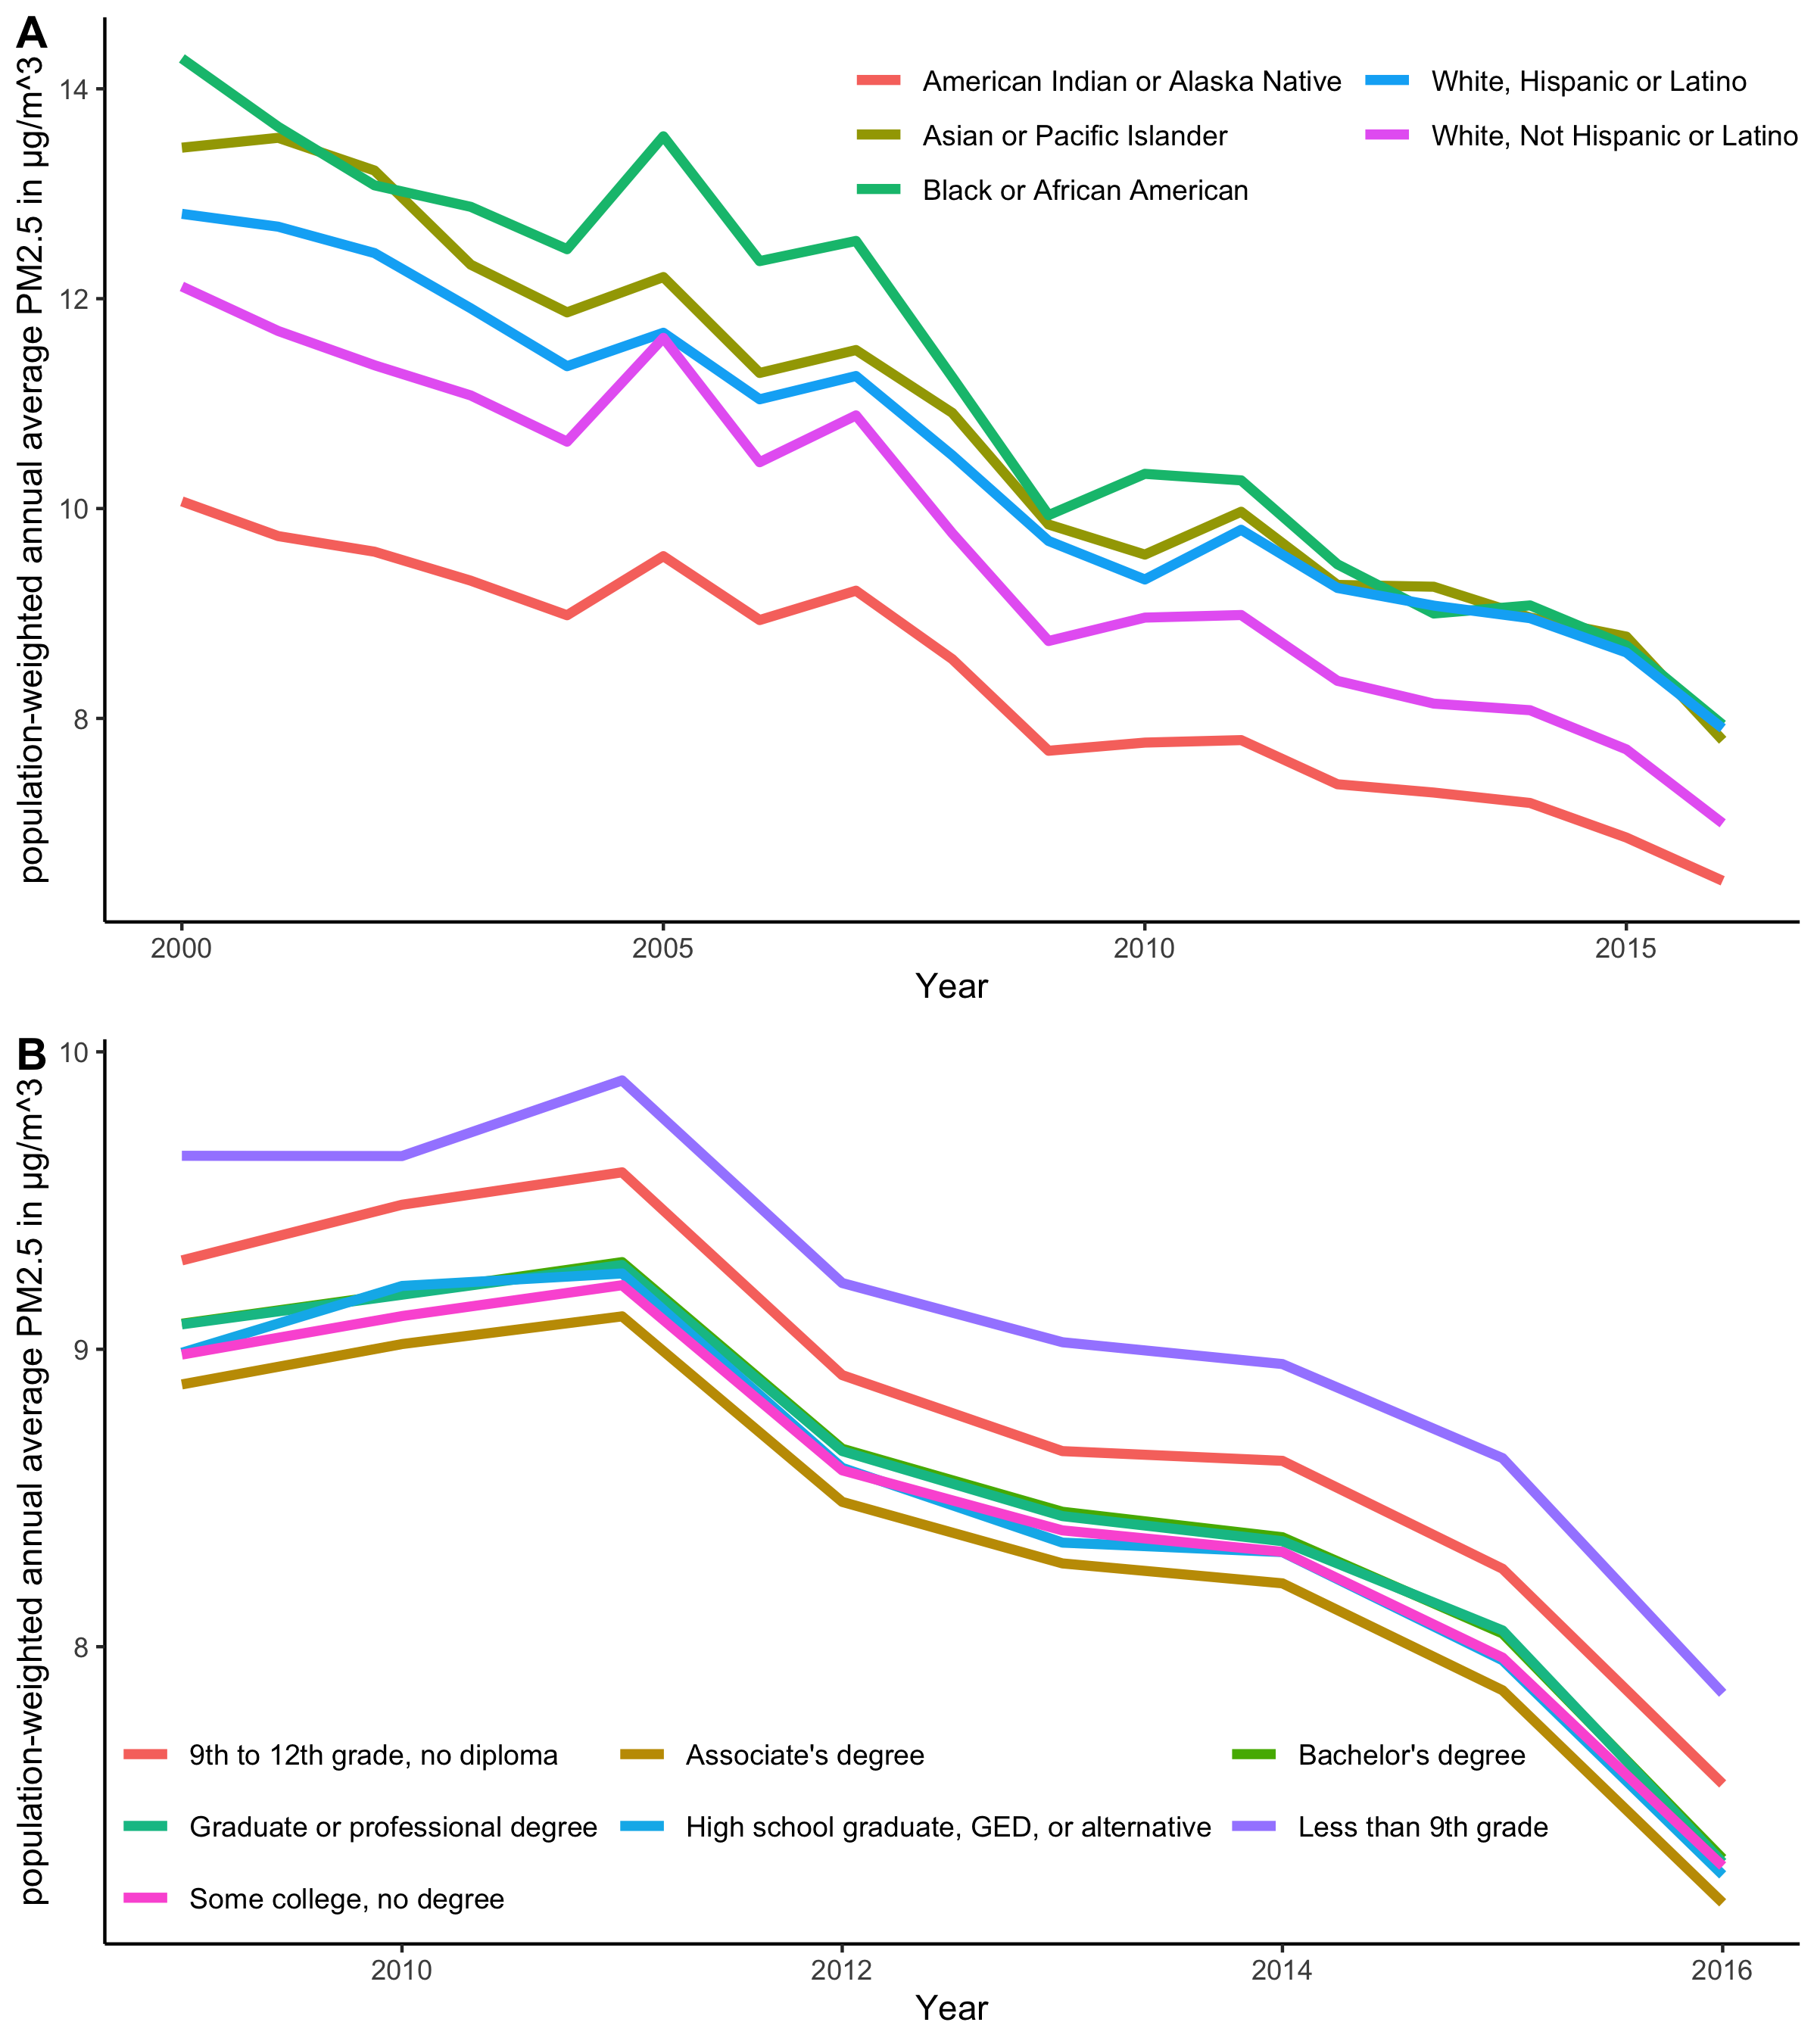 A
population-weighted annual average PM2.5 in µg/m^3
14
12
10
8
American Indian or Alaska Native
White, Hispanic or Latino
Asian or Pacific Islander
White, Not Hispanic or Latino
Black or African American
2000
2005
2010
2015
Year
B
population-weighted annual average PM2.5 in µg/m^3
10
9
8
9th to 12th grade, no diploma
Associate's degree
Bachelor's degree
Graduate or professional degree
High school graduate, GED, or alternative
Less than 9th grade
Some college, no degree
2010
2012
2014
2016
Year